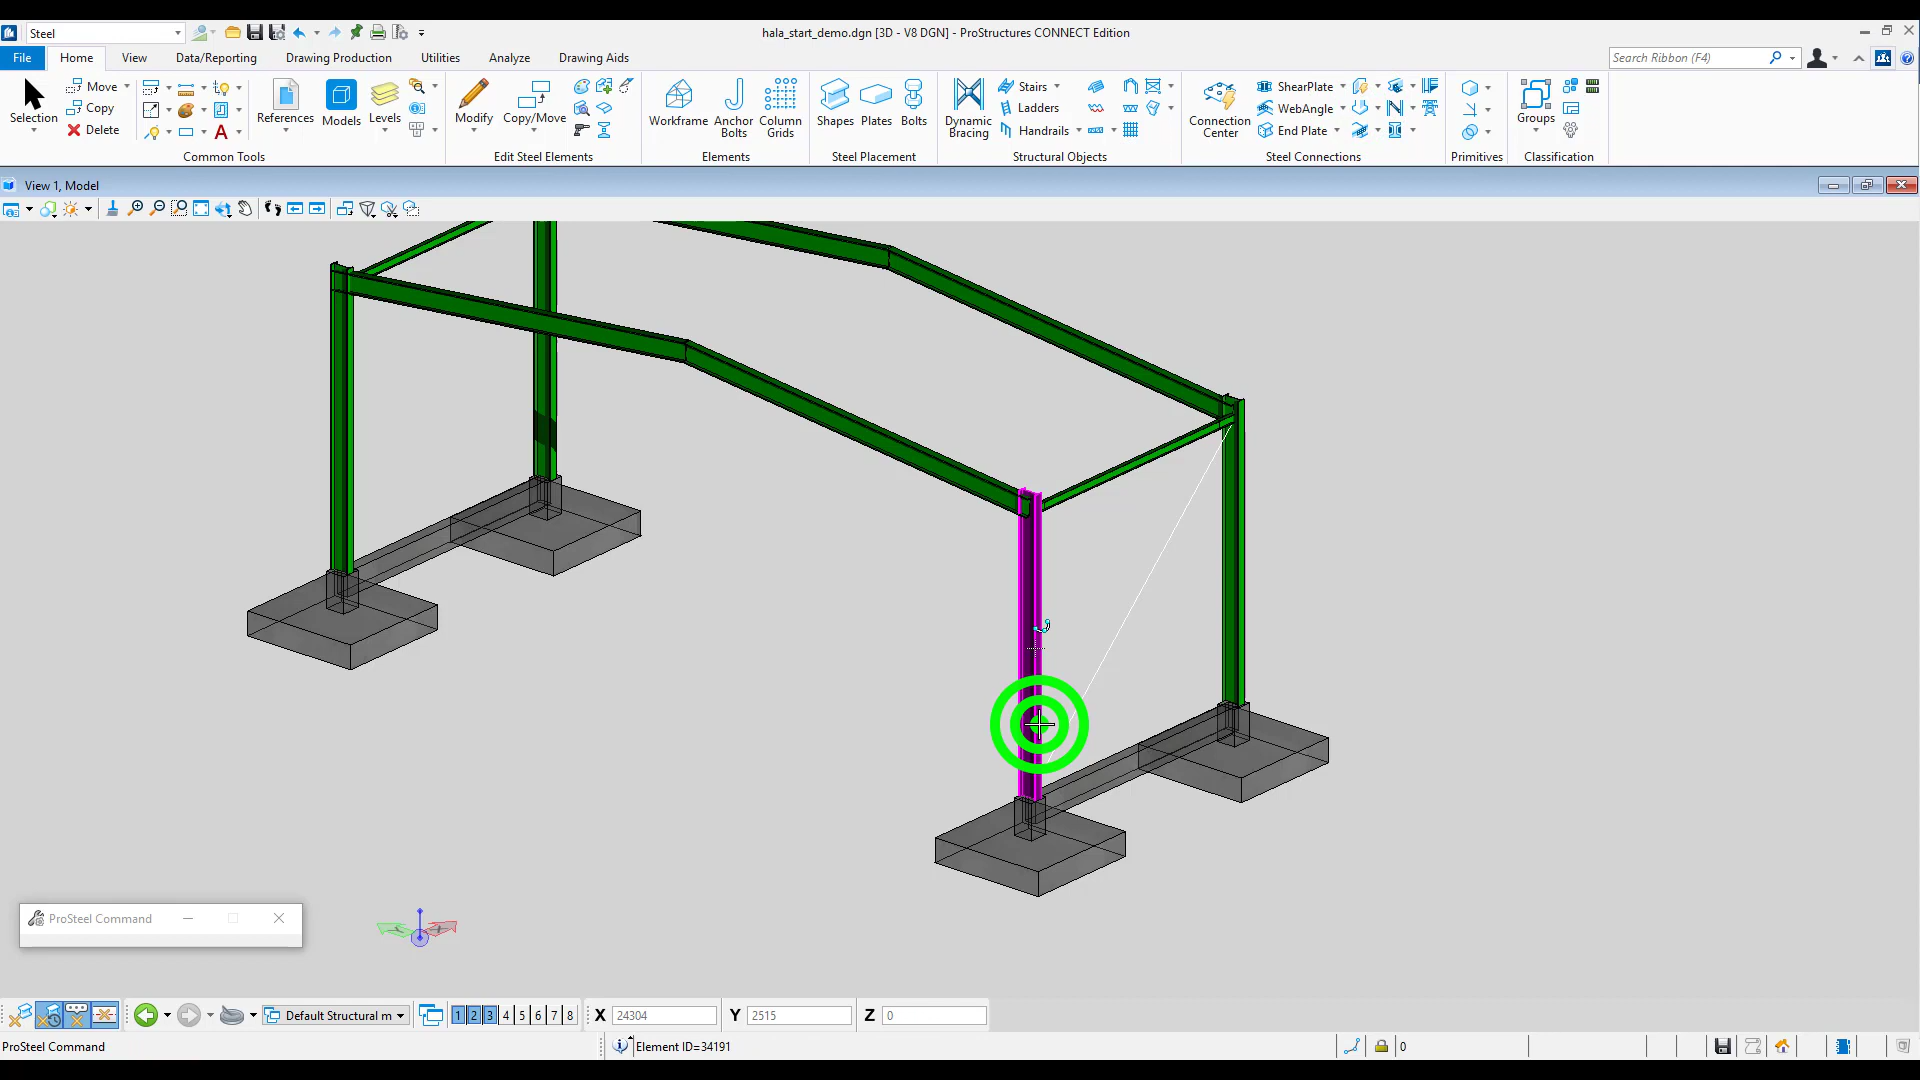 Steel
hala_start_demo.dgn [3D - V8 DGN] - ProStructures CONNECT Edition
File
Home
View
Data/Reporting
Drawing Production
Utilities
Analyze
Drawing Aids
Search Ribbon (F4)
Selection
Move
Copy
Delete
References
Models
Levels
Common Tools
Modify
Copy/Move
Edit Steel Elements
Workframe
Anchor Bolts
Column Grids
Elements
Shapes
Plates
Bolts
Steel Placement
Dynamic Bracing
Stairs
Ladders
Handrails
Structural Objects
Connection Center
ShearPlate
WebAngle
End Plate
Steel Connections
Primitives
Groups
Classification
View 1, Model
ProSteel Command
Default Structural m
1 2 3 4 5 6 7 8
X 24304
Y 2515
Z 0
ProSteel Command
Element ID=34191
0